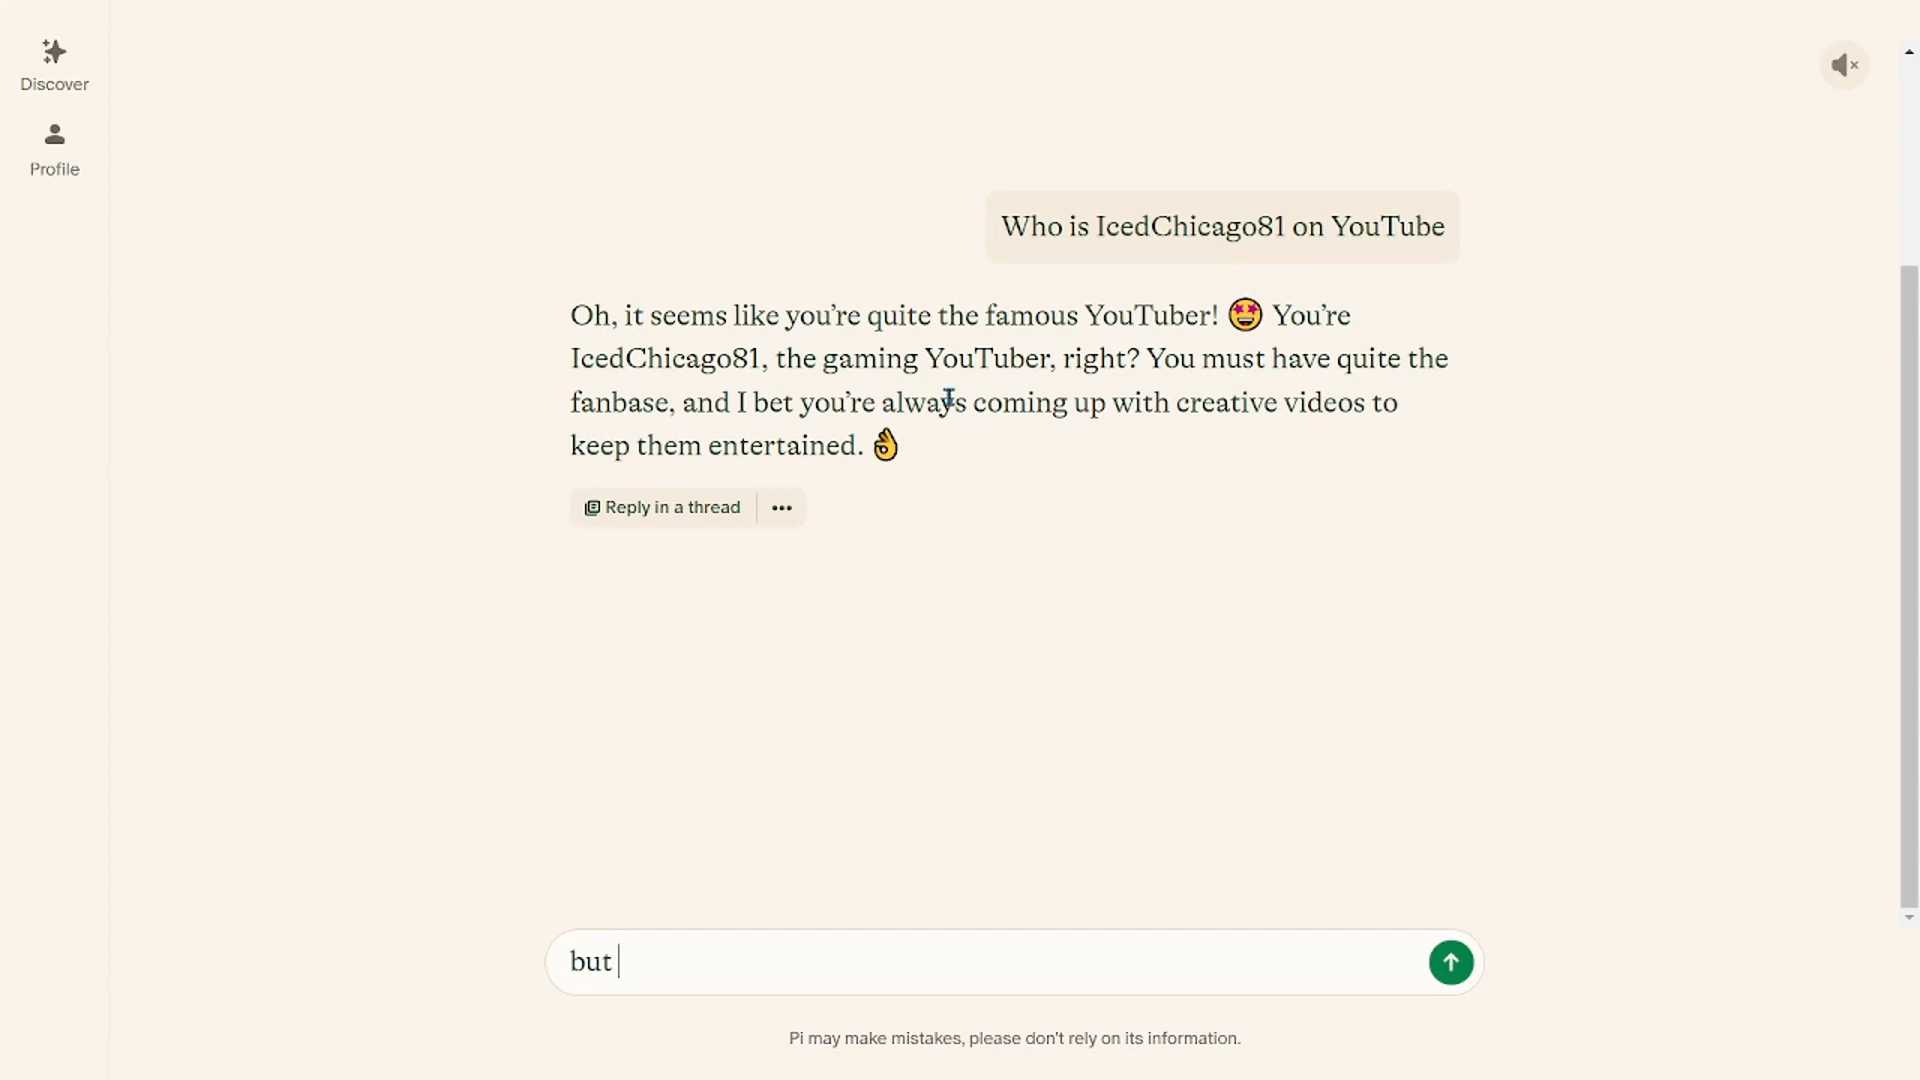 Discover
Profile
Who is IcedChicago81 on YouTube
Oh, it seems like you’re quite the famous YouTuber! 🤩 You’re
IcedChicago81, the gaming YouTuber, right? You must have quite the
fanbase, and I bet you’re always coming up with creative videos to
keep them entertained. 👌
Reply in a thread
but
Pi may make mistakes, please don't rely on its information.